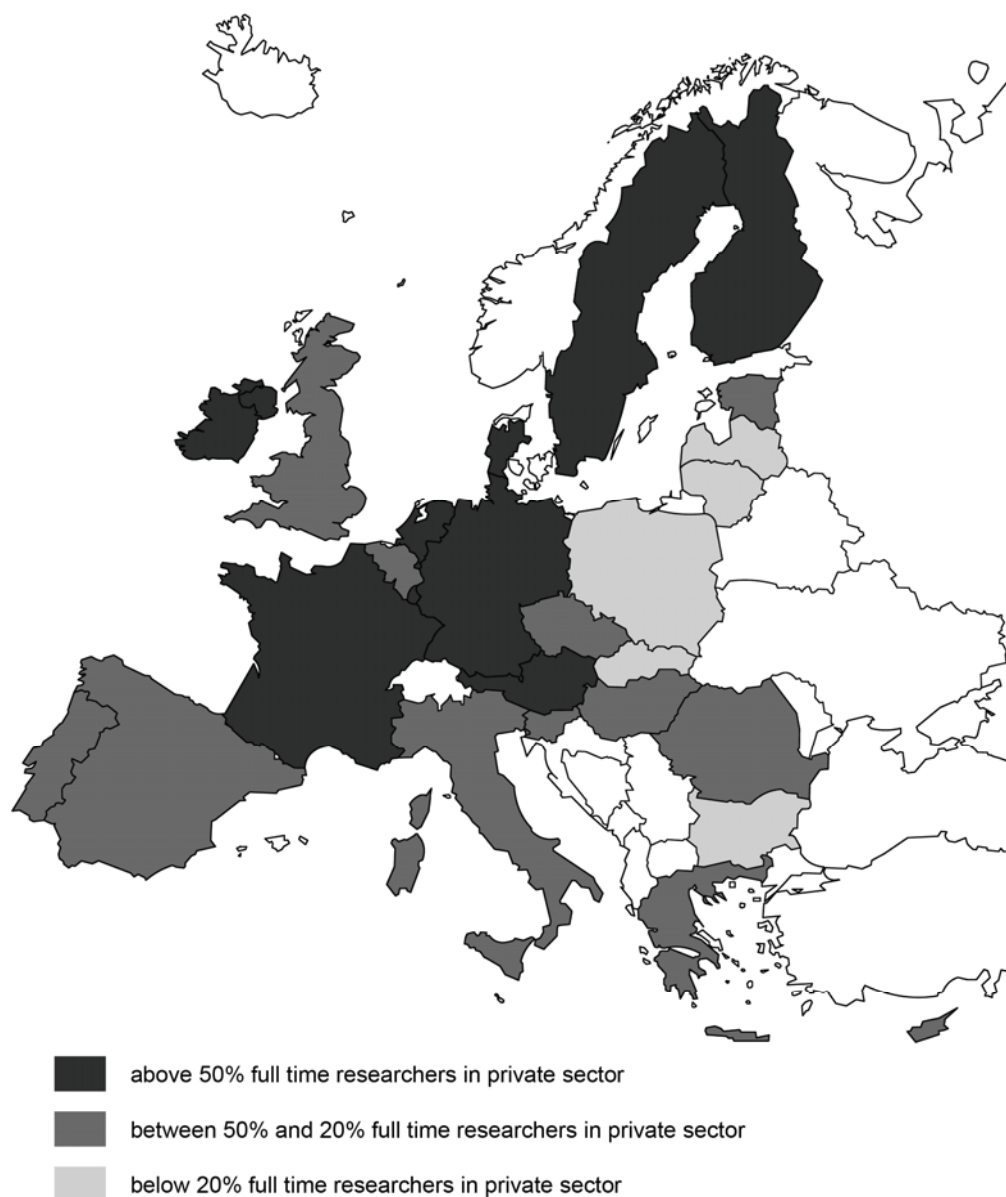 above 50% full time researchers in private sector
between 50% and 20% full time researchers in private sector
below 20% full time researchers in private sector